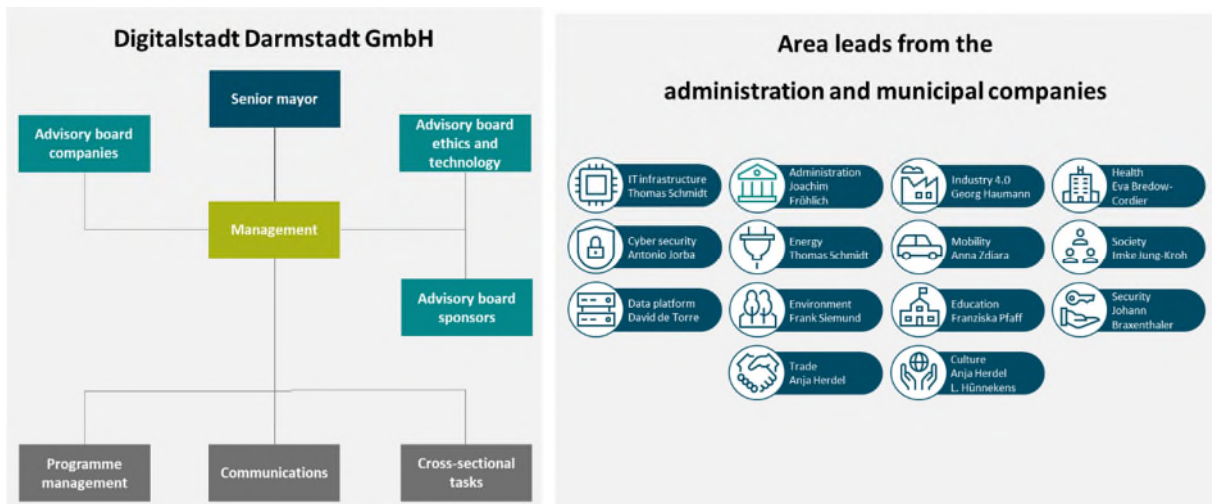 Digitalstadt Darmstadt GmbH
Senior mayor
Advisory board
companies
Advisory board
ethics and
technology
Management
Advisory board
sponsors
Programme
management
Communications
Cross-sectional
tasks
Area leads from the
administration and municipal companies
IT infrastructure
Thomas Schmidt
Administration
Joachim
Fröhlich
Industry 4.0
Georg Haumann
Health
Eva Bredow-
Cordier
Cyber security
Antonio Jorba
Energy
Thomas Schmidt
Mobility
Anna Zdiara
Society
Imke Jung-Kroh
Data platform
David de Torre
Environment
Frank Siemund
Education
Franziska Pfaff
Security
Johann
Braxenthaler
Trade
Anja Herdel
Culture
Anja Herdel
L. Hünnekens